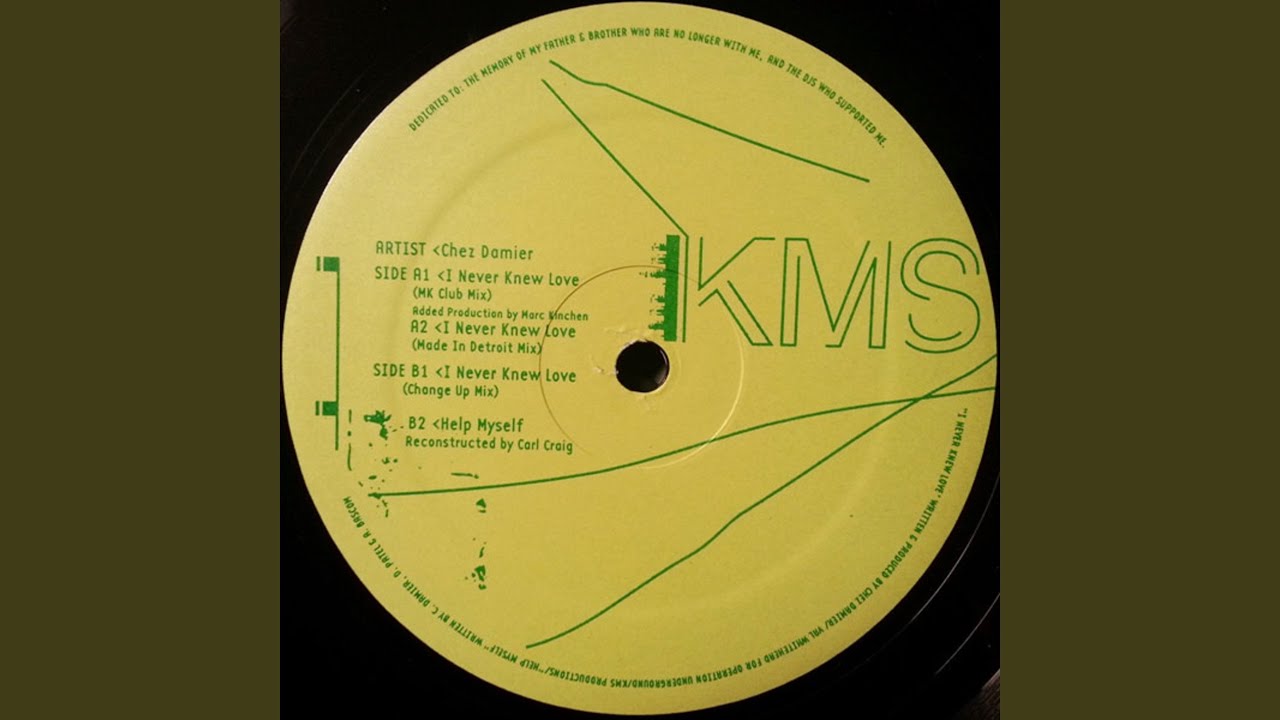 DEDICATED TO: THE MEMORY OF MY FATHER & BROTHER WHO ARE NO LONGER WITH ME, AND THE DJS WHO SUPPORTED ME.
KMS
ARTIST <Chez Damier
SIDE A1 <I Never Knew Love
(MK Club Mix)
Added Production by Marc Kinchen
A2 <I Never Knew Love
(Made In Detroit Mix)
SIDE B1 <I Never Knew Love
(Change Up Mix)
B2 <Help Myself
Reconstructed by Carl Craig
"I NEVER KNEW LOVE" WRITTEN & PRODUCED BY CHEZ DAMIER/ VAL WHITEHEAD FOR OPERATION UNDERGROUND/KMS PRODUCTIONS/"HELP MYSELF" WRITTEN BY C. DAMIER, D. PATEL & A. BASCOM